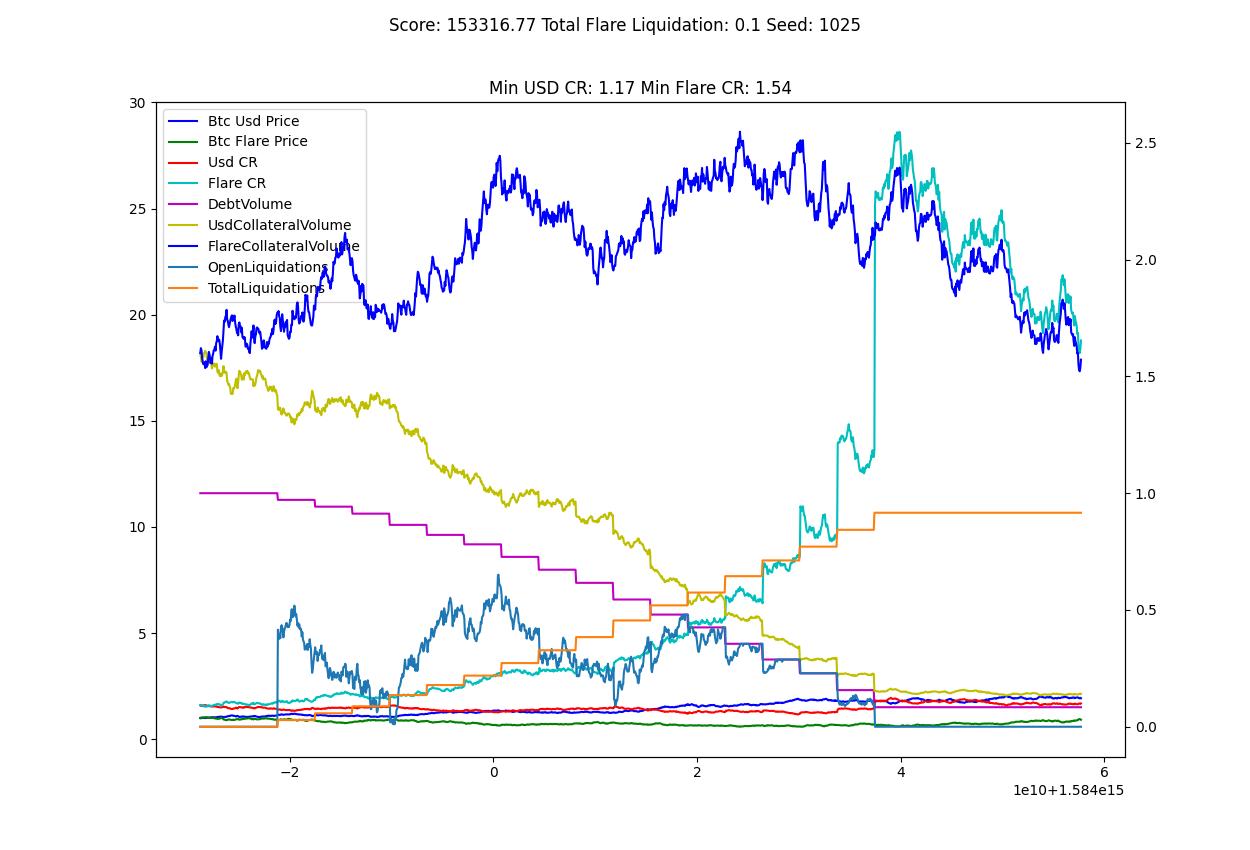 Score: 153316.77 Total Flare Liquidation: 0.1 Seed: 1025
Min USD CR: 1.17 Min Flare CR: 1.54
30
25
20
15
10
5
0
Btc Usd Price
Btc Flare Price
Usd CR
Flare CR
DebtVolume
UsdCollateralVolume
FlareCollateralVolume
OpenLiquidations
TotalLiquidations
2.5
2.0
1.5
1.0
0.5
0.0
−2
0
2
4
6
1e10+1.584e15